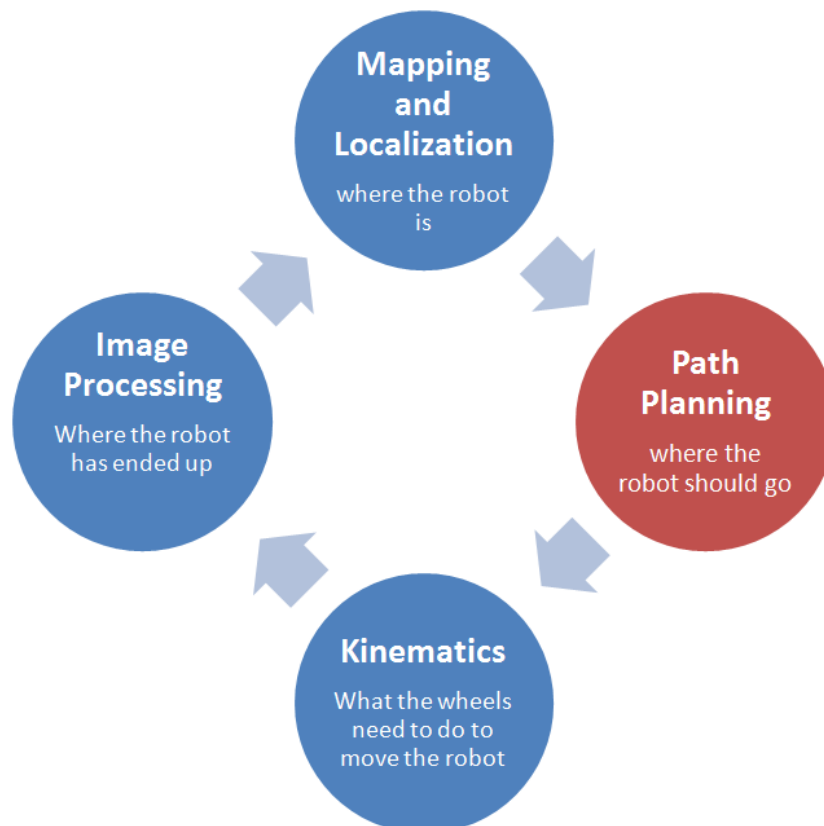 Mapping
and
Localization
where the robot
is
Path
Planning
where the
robot should go
Kinematics
What the wheels
need to do to
move the robot
Image
Processing
Where the robot
has ended up